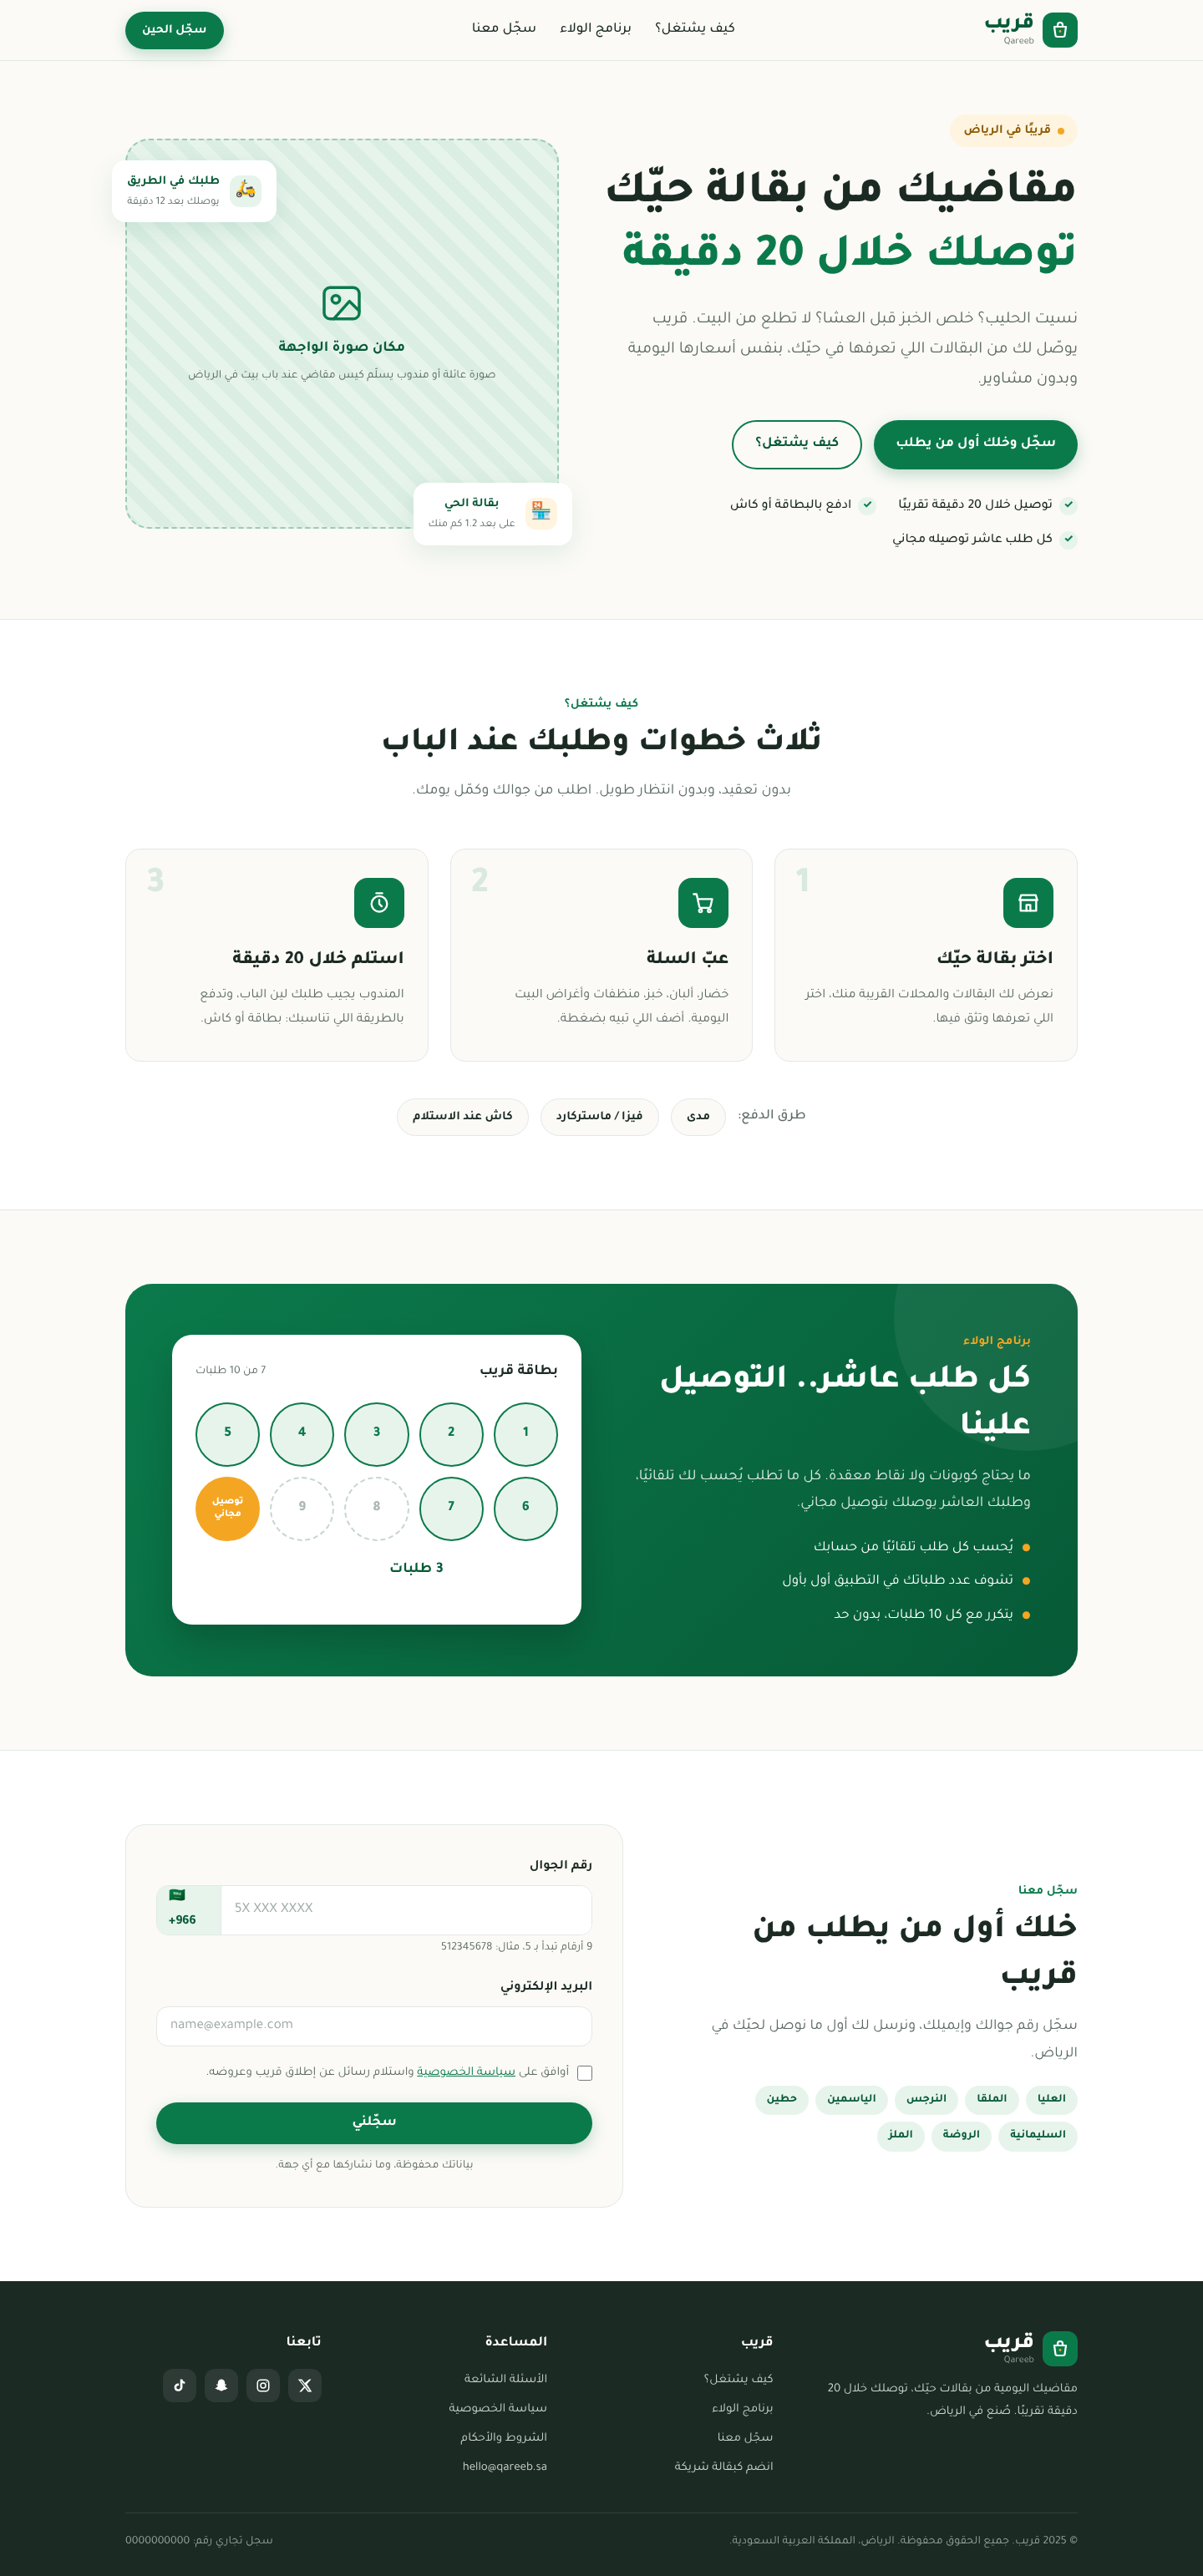 قريب
Qareeb
كيف يشتغل؟
برنامج الولاء
سجّل معنا
سجّل الحين
قريبًا في الرياض
مقاضيك من بقالة حيّك
توصلك خلال 20 دقيقة
نسيت الحليب؟ خلص الخبز قبل العشا؟ لا تطلع من البيت. قريب
يوصّل لك من البقالات اللي تعرفها في حيّك، بنفس أسعارها اليومية
وبدون مشاوير.
سجّل وخلك أول من يطلب
كيف يشتغل؟
توصيل خلال 20 دقيقة تقريبًا
ادفع بالبطاقة أو كاش
كل طلب عاشر توصيله مجاني
طلبك في الطريق
يوصلك بعد 12 دقيقة
مكان صورة الواجهة
صورة عائلة أو مندوب يسلّم كيس مقاضي عند باب بيت في الرياض
بقالة الحي
على بعد 1.2 كم منك
كيف يشتغل؟
ثلاث خطوات وطلبك عند الباب
بدون تعقيد، وبدون انتظار طويل. اطلب من جوالك وكمّل يومك.
1
اختر بقالة حيّك
نعرض لك البقالات والمحلات القريبة منك، اختر
اللي تعرفها وتثق فيها.
2
عبّ السلة
خضار، ألبان، خبز، منظفات وأغراض البيت
اليومية. أضف اللي تبيه بضغطة.
3
استلم خلال 20 دقيقة
المندوب يجيب طلبك لين الباب، وتدفع
بالطريقة اللي تناسبك: بطاقة أو كاش.
طرق الدفع:
مدى
فيزا / ماستركارد
كاش عند الاستلام
برنامج الولاء
كل طلب عاشر.. التوصيل
علينا
ما يحتاج كوبونات ولا نقاط معقدة. كل ما تطلب يُحسب لك تلقائيًا،
وطلبك العاشر يوصلك بتوصيل مجاني.
يُحسب كل طلب تلقائيًا من حسابك
تشوف عدد طلباتك في التطبيق أول بأول
يتكرر مع كل 10 طلبات، بدون حد
بطاقة قريب
7 من 10 طلبات
1
2
3
4
5
6
7
8
9
توصيل
مجاني
3 طلبات
سجّل معنا
خلك أول من يطلب من
قريب
سجّل رقم جوالك وإيميلك، ونرسل لك أول ما نوصل لحيّك في
الرياض.
العليا
الملقا
النرجس
الياسمين
حطين
السليمانية
الروضة
الملز
رقم الجوال
5X XXX XXXX
+966
9 أرقام تبدأ بـ 5، مثال: 512345678
البريد الإلكتروني
name@example.com
أوافق على سياسة الخصوصية واستلام رسائل عن إطلاق قريب وعروضه.
سجّلني
بياناتك محفوظة، وما نشاركها مع أي جهة.
قريب
Qareeb
مقاضيك اليومية من بقالات حيّك، توصلك خلال 20
دقيقة تقريبًا. صُنع في الرياض.
قريب
كيف يشتغل؟
برنامج الولاء
سجّل معنا
انضم كبقالة شريكة
المساعدة
الأسئلة الشائعة
سياسة الخصوصية
الشروط والأحكام
hello@qareeb.sa
تابعنا
© 2025 قريب. جميع الحقوق محفوظة. الرياض، المملكة العربية السعودية.
سجل تجاري رقم: 0000000000